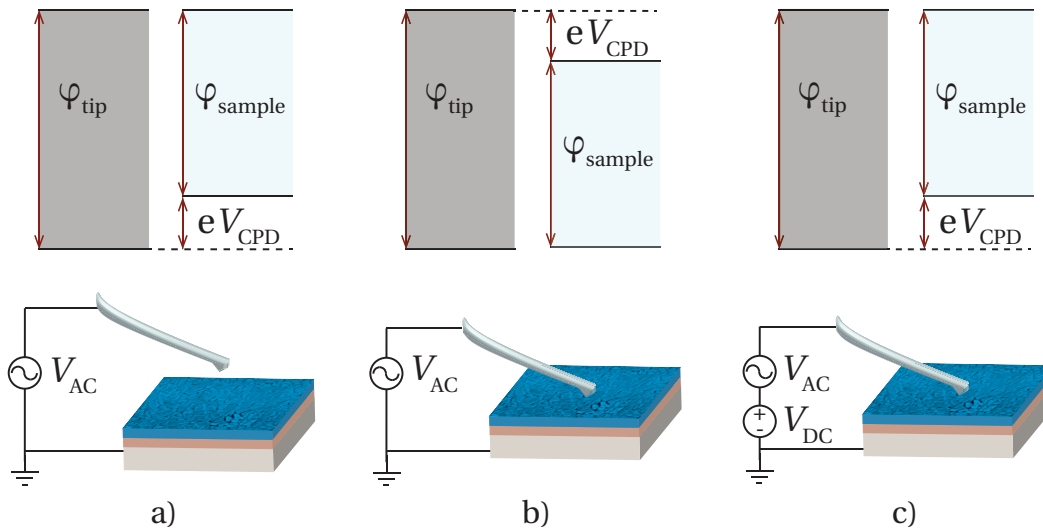 φtip
φsample
eVCPD
φtip
eVCPD
φsample
φtip
φsample
eVCPD
VAC
VAC
VAC
+
-
VDC
a)
b)
c)